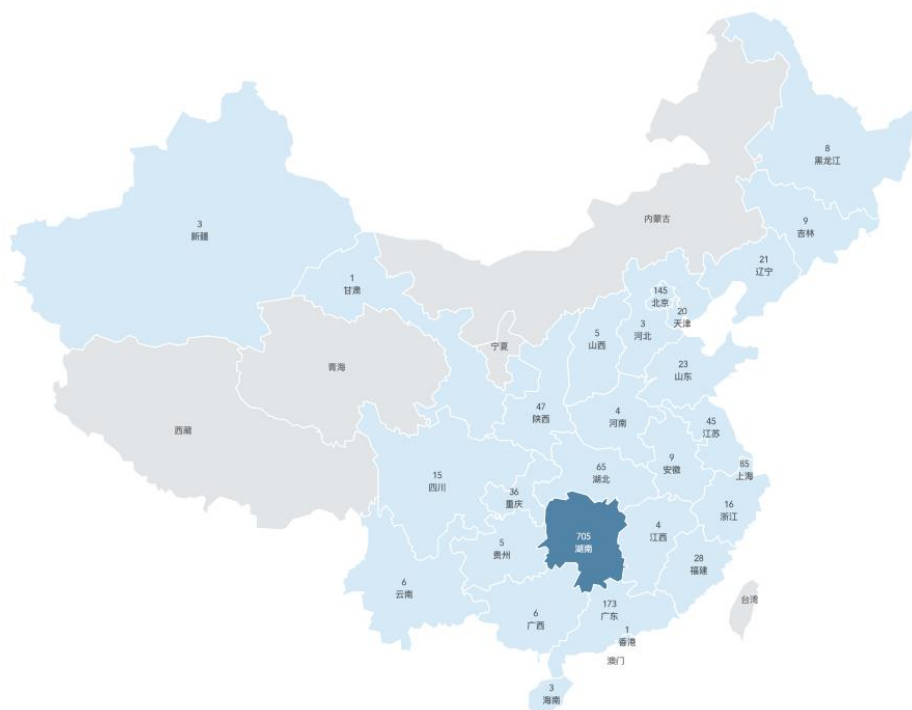 8
黑龙江
9
吉林
21
辽宁
内蒙古
3
新疆
1
甘肃
145
北京
20
天津
3
河北
5
山西
宁夏
青海
23
山东
西藏
47
陕西
4
河南
45
江苏
9
安徽
85
上海
65
湖北
15
四川
36
重庆
16
浙江
705
湖南
4
江西
5
贵州
28
福建
6
云南
6
广西
173
广东
台湾
1
香港
澳门
3
海南